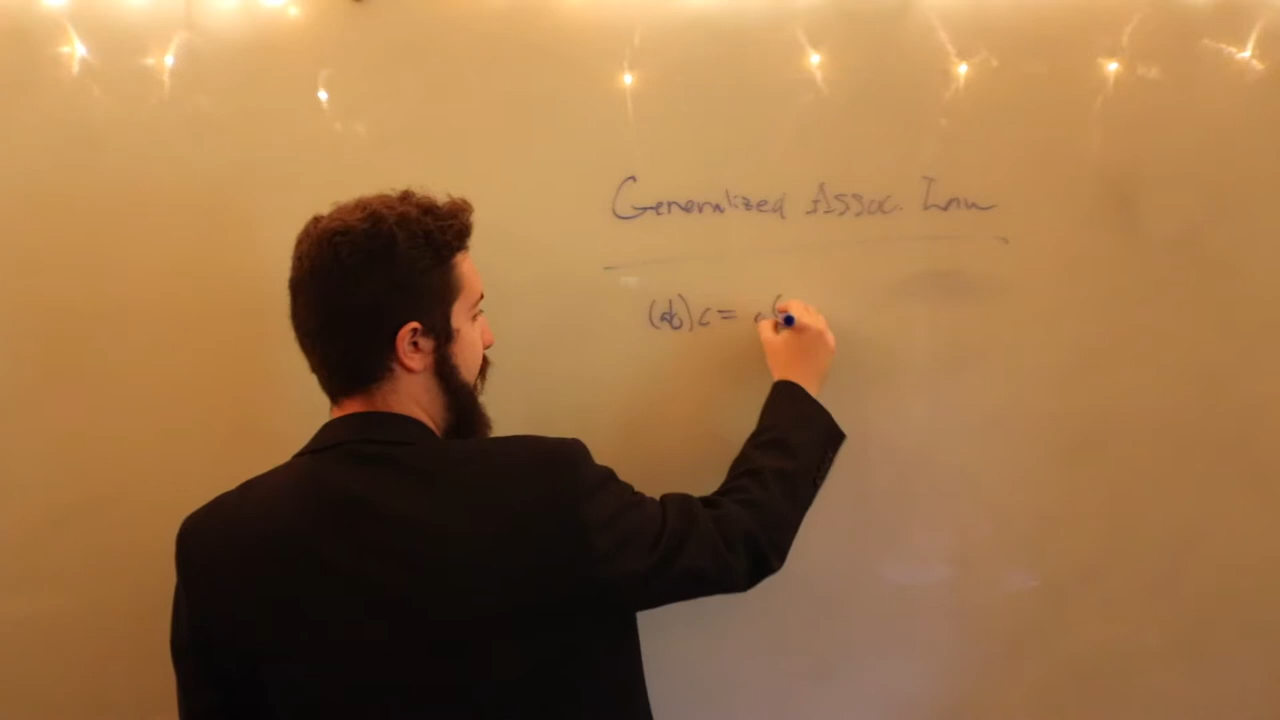 Generalized Assoc. Law
(ab)c = a(